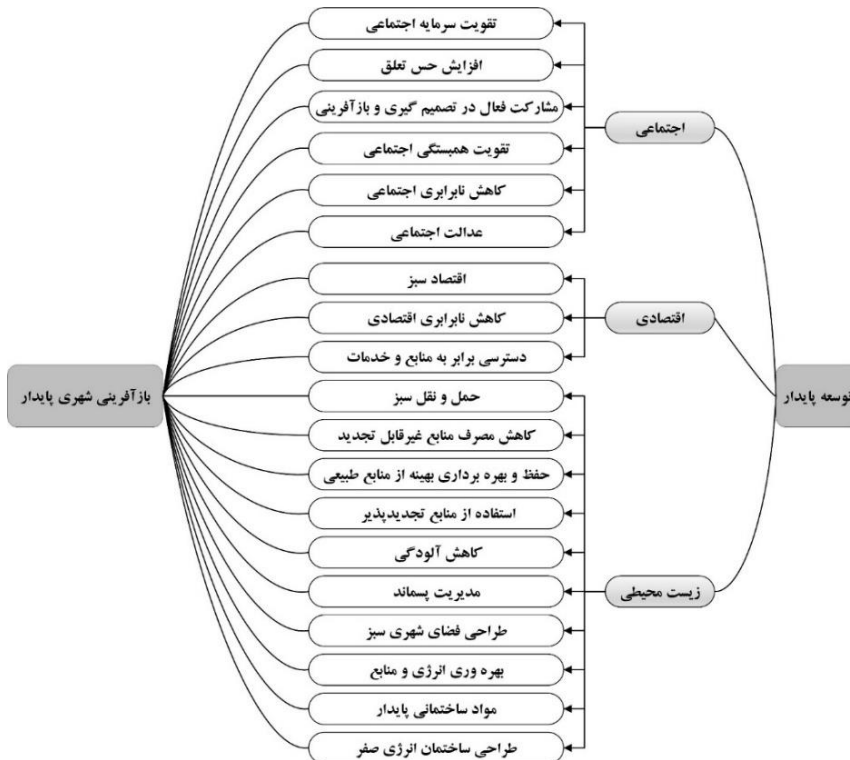 توسعه پایدار
اجتماعی
تقویت سرمایه اجتماعی
افزایش حس تعلق
مشارکت فعال در تصمیم گیری و بازآفرینی
تقویت همبستگی اجتماعی
کاهش نابرابری اجتماعی
عدالت اجتماعی
اقتصادی
اقتصاد سبز
کاهش نابرابری اقتصادی
دسترسی برابر به منابع و خدمات
زیست محیطی
حمل و نقل سبز
کاهش مصرف منابع غیرقابل تجدید
حفظ و بهره برداری بهینه از منابع طبیعی
استفاده از منابع تجدیدپذیر
کاهش آلودگی
مدیریت پسماند
طراحی فضای شهری سبز
بهره وری انرژی و منابع
مواد ساختمانی پایدار
طراحی ساختمان انرژی صفر
بازآفرینی شهری پایدار